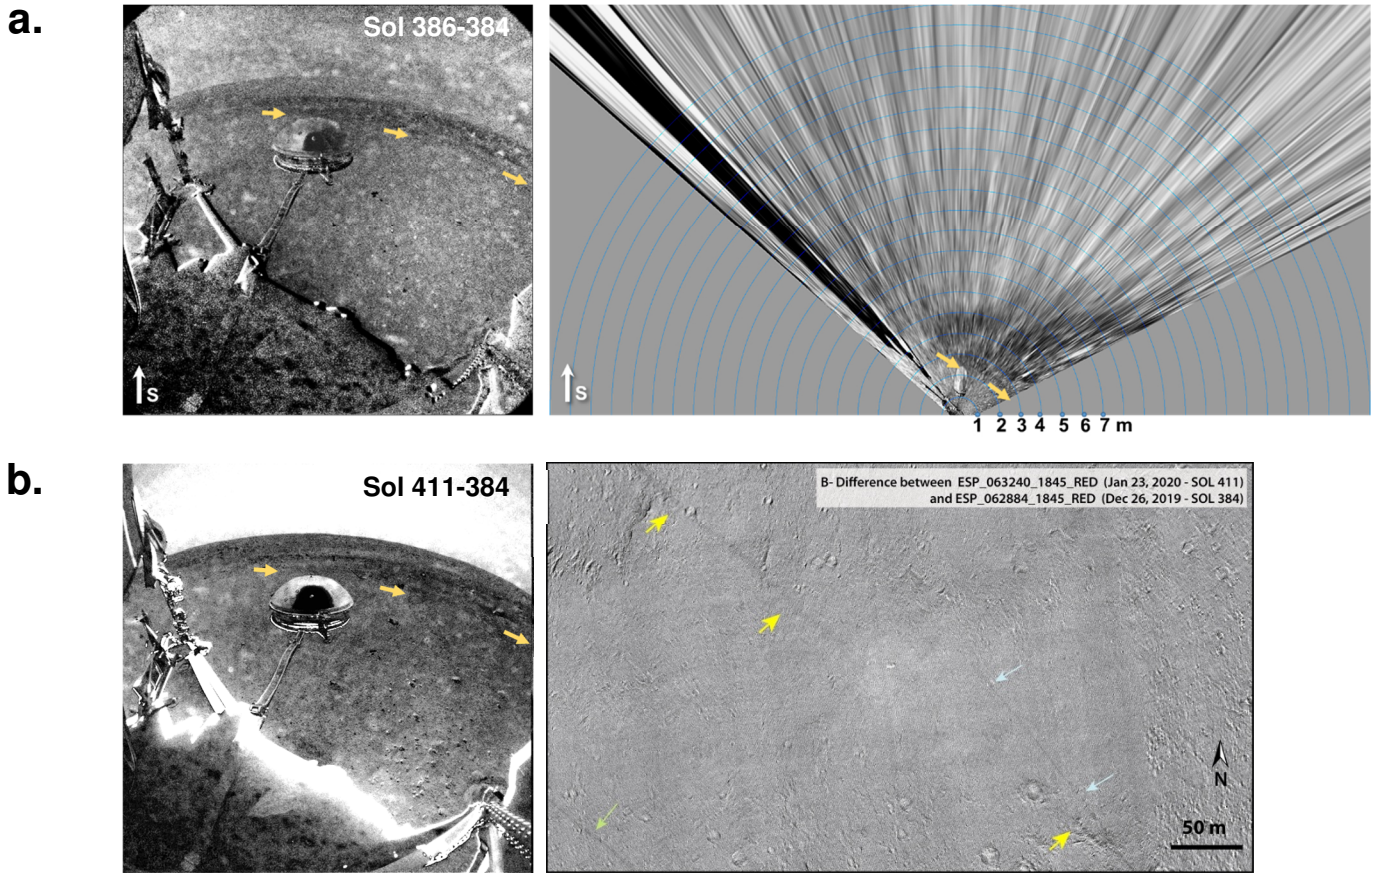 a.
Sol 386-384
S
S
1 2 3 4 5 6 7 m
b.
Sol 411-384
B- Difference between ESP_063240_1845_RED (Jan 23, 2020 - SOL 411)
and ESP_062884_1845_RED (Dec 26, 2019 - SOL 384)
N
50 m